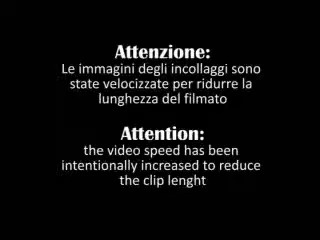 Attenzione:
Le immagini degli incollaggi sono
state velocizzate per ridurre la
lunghezza del filmato
Attention:
the video speed has been
intentionally increased to reduce
the clip lenght